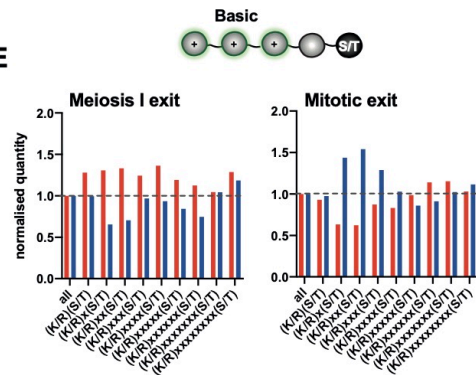 Basic
E
+ + + S/T
Meiosis I exit
normalised quantity
2.0
1.5
1.0
0.5
0.0
all
(K/R)(S/T)
(K/R)x(S/T)
(K/R)xx(S/T)
(K/R)xxx(S/T)
(K/R)xxxx(S/T)
(K/R)xxxxx(S/T)
(K/R)xxxxxx(S/T)
(K/R)xxxxxxx(S/T)
(K/R)xxxxxxxx(S/T)
Mitotic exit
2.0
1.5
1.0
0.5
0.0
all
(K/R)(S/T)
(K/R)x(S/T)
(K/R)xx(S/T)
(K/R)xxx(S/T)
(K/R)xxxx(S/T)
(K/R)xxxxx(S/T)
(K/R)xxxxxx(S/T)
(K/R)xxxxxxx(S/T)
(K/R)xxxxxxxx(S/T)